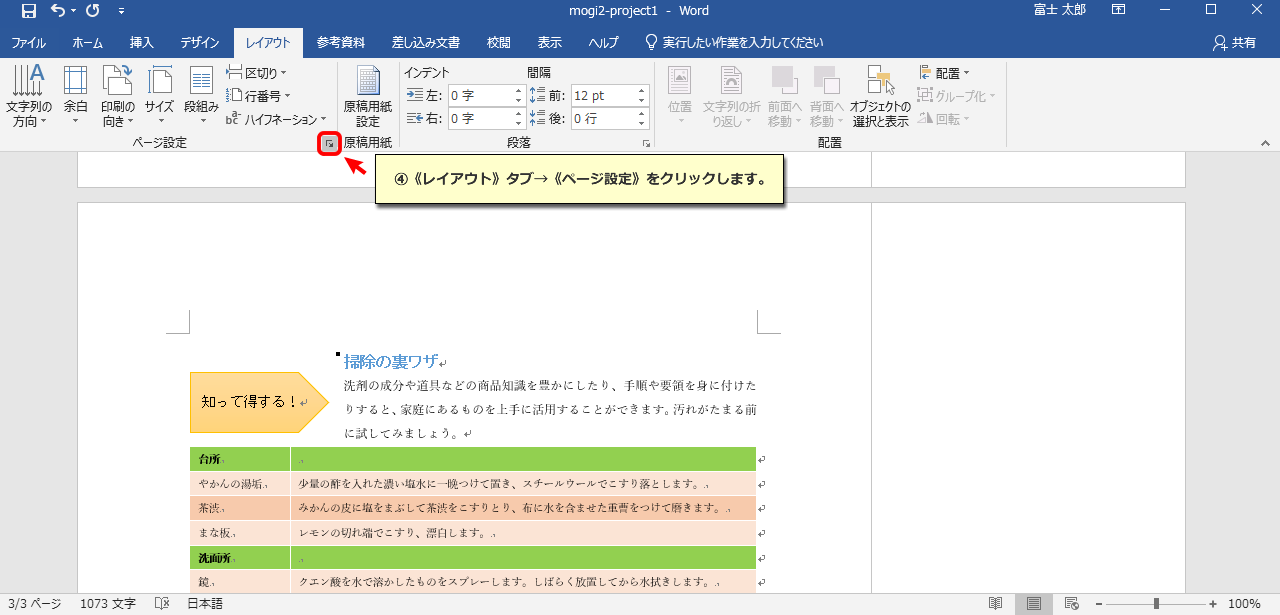 mogi2-project1 - Word
富士 太郎
ファイル ホーム 挿入 デザイン レイアウト 参考資料 差し込み文書 校閲 表示 ヘルプ 実行したい作業を入力してください 共有
文字列の方向
余白
印刷の向き
サイズ
段組み
区切り
行番号
ハイフネーション
ページ設定
原稿用紙設定
原稿用紙
インデント
左: 0 字
右: 0 字
間隔
前: 12 pt
後: 0 行
段落
位置
文字列の折り返し
前面へ移動
背面へ移動
オブジェクトの選択と表示
配置
グループ化
回転
配置
④《レイアウト》タブ→《ページ設定》をクリックします。
掃除の裏ワザ
知って得する！
洗剤の成分や道具などの商品知識を豊かにしたり、手順や要領を身に付けた
りすると、家庭にあるものを上手に活用することができます。汚れがたまる前
に試してみましょう。
台所
やかんの湯垢 少量の酢を入れた濃い塩水に一晩つけて置き、スチールウールでこすり落とします。
茶渋 みかんの皮に塩をまぶして茶渋をこすりとり、布に水を含ませた重曹をつけて磨きます。
まな板 レモンの切れ端でこすり、漂白します。
洗面所
鏡 クエン酸を水で溶かしたものをスプレーします。しばらく放置してから水拭きします。
3/3 ページ 1073 文字 日本語 100%